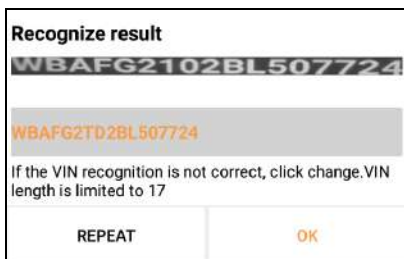 Recognize result
WBAFG2102BL507724
WBAFG2TD2BL507724
If the VIN recognition is not correct, click change.VIN
length is limited to 17
REPEAT
OK